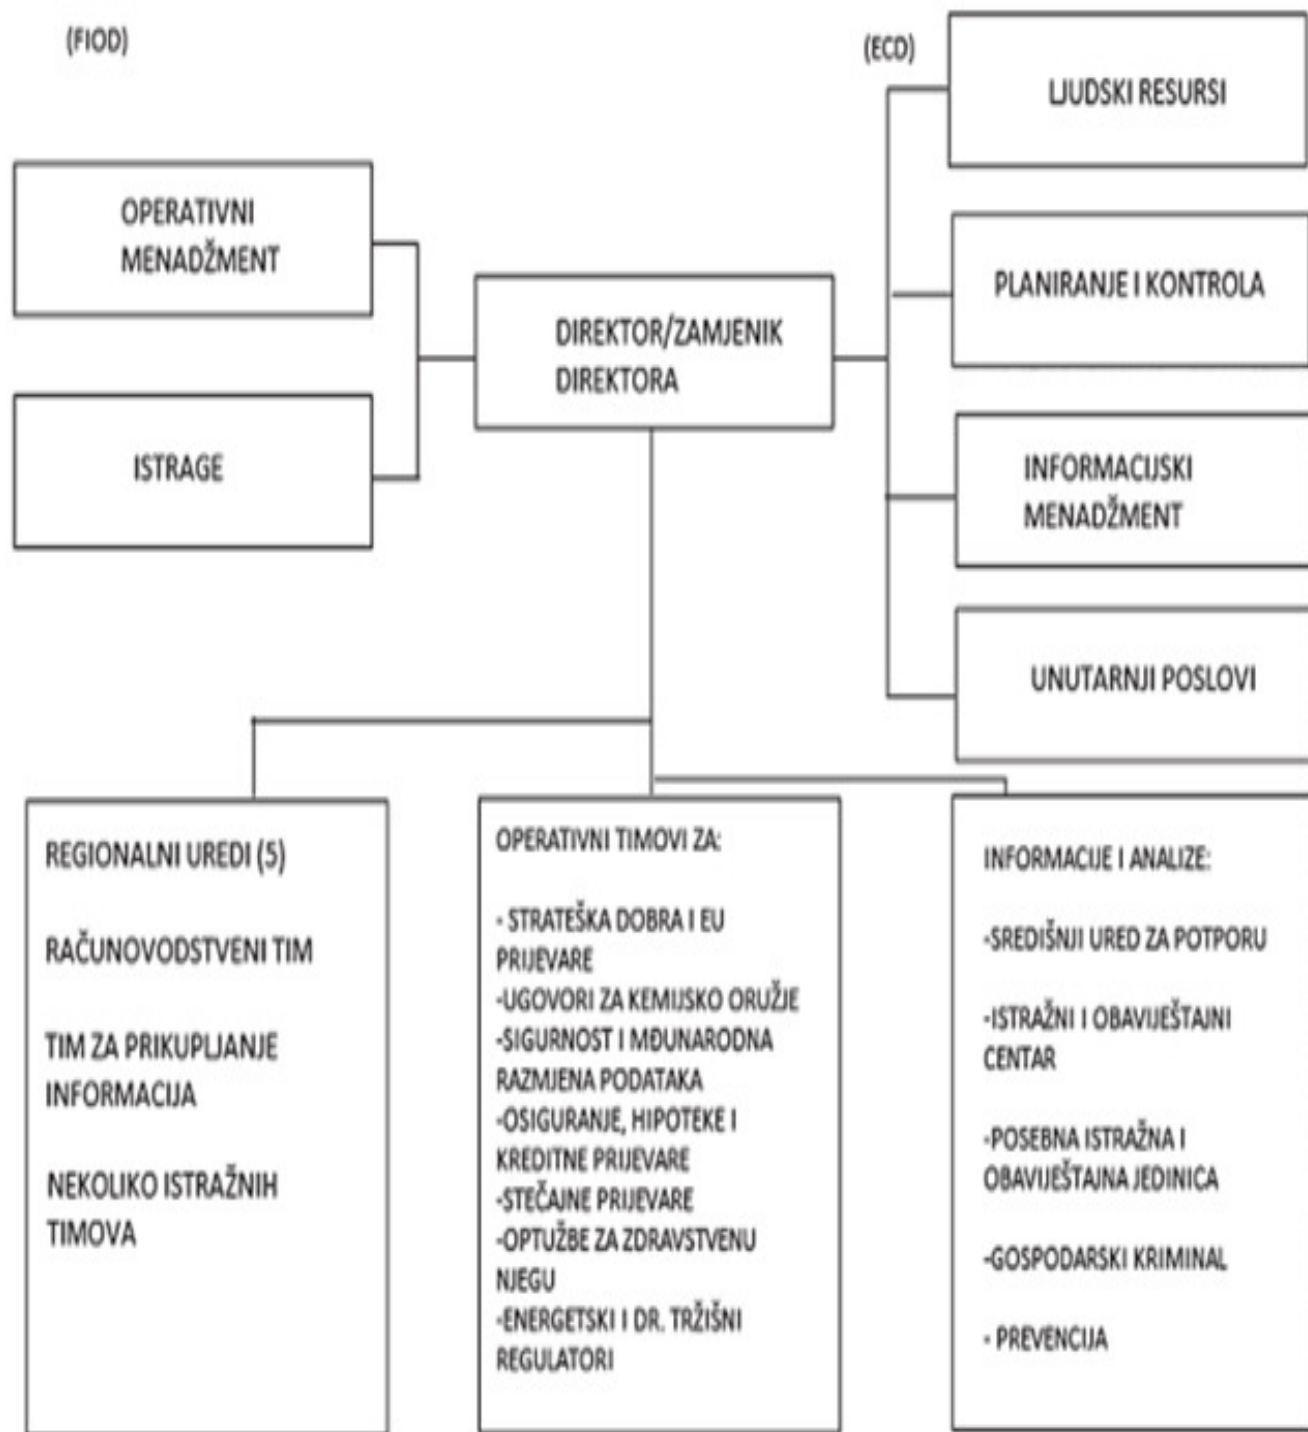 (FIOD)
(ECD)
LJUDSKI RESURSI
OPERATIVNI
MENADŽMENT
PLANIRANJE I KONTROLA
DIREKTOR/ZAMJENIK
DIREKTORA
ISTRAGE
INFORMACIJSKI
MENADŽMENT
UNUTARNJI POSLOVI
REGIONALNI UREDI (5)
RAČUNOVODSTVENI TIM
TIM ZA PRIKUPLJANJE
INFORMACIJA
NEKOLIKO ISTRAŽNIH
TIMOVA
OPERATIVNI TIMOVI ZA:
- STRATEŠKA DOBRA I EU
PRIJEVARE
-UGOVORI ZA KEMIJSKO ORUŽJE
-SIGURNOST I MĐUNARODNA
RAZMJENA PODATAKA
-OSIGURANJE, HIPOTEKE I
KREDITNE PRIJEVARE
-STEČAJNE PRIJEVARE
-OPTUŽBE ZA ZDRAVSTVENU
NJEGU
-ENERGETSKI I DR. TRŽIŠNI
REGULATORI
INFORMACIJE I ANALIZE:
-SREDIŠNJI URED ZA POTPORU
-ISTRAŽNI I OBAVIJEŠTAJNI
CENTAR
-POSEBNA ISTRAŽNA I
OBAVIJEŠTAJNA JEDINICA
-GOSPODARSKI KRIMINAL
- PREVENCIJA